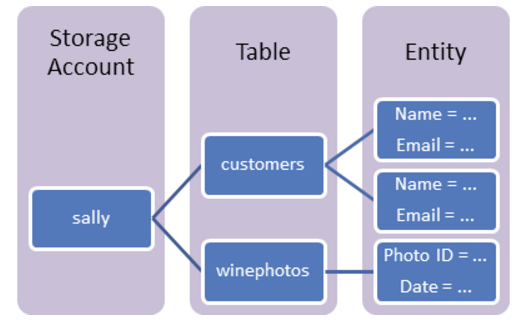 Storage
Account
Table
Entity
sally
customers
winephotos
Name = ...
Email = ...
Name = ...
Email = ...
Photo ID = ...
Date = ...